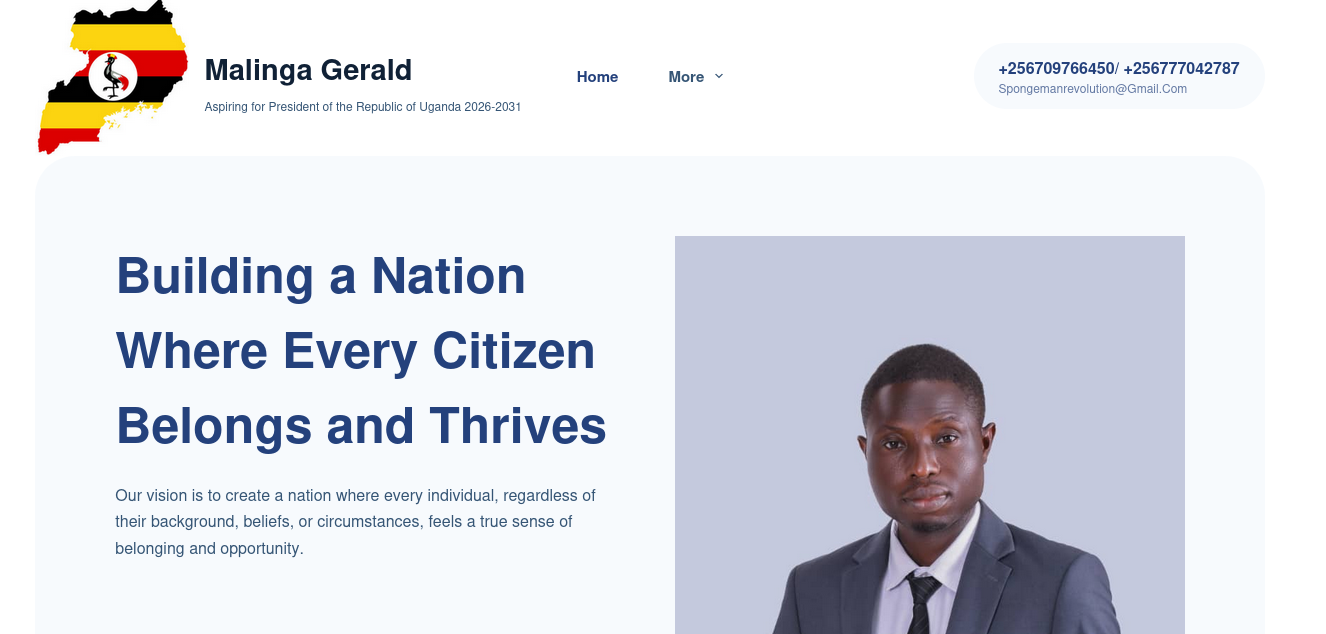 Malinga Gerald
Aspiring for President of the Republic of Uganda 2026-2031
Home
More
+256709766450/ +256777042787
Spongemanrevolution@Gmail.Com
Building a Nation
Where Every Citizen
Belongs and Thrives
Our vision is to create a nation where every individual, regardless of
their background, beliefs, or circumstances, feels a true sense of
belonging and opportunity.